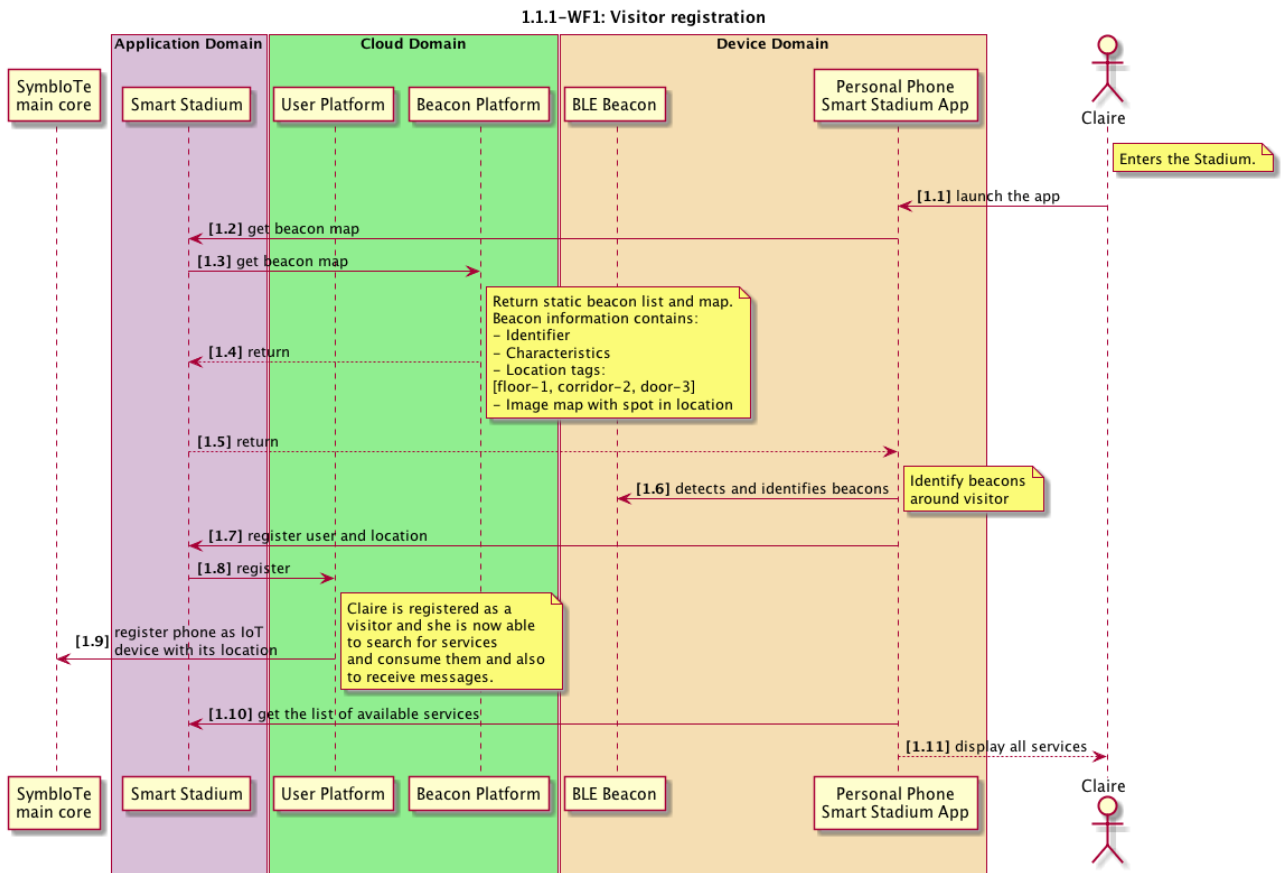 1.1.1-WF1: Visitor registration
Application Domain
Cloud Domain
Device Domain
SymbIoTe
main core
Smart Stadium
User Platform
Beacon Platform
BLE Beacon
Personal Phone
Smart Stadium App
Claire
Enters the Stadium.
[1.1] launch the app
[1.2] get beacon map
[1.3] get beacon map
Return static beacon list and map.
Beacon information contains:
- Identifier
- Characteristics
- Location tags:
[floor-1, corridor-2, door-3]
- Image map with spot in location
[1.4] return
[1.5] return
[1.6] detects and identifies beacons
Identify beacons
around visitor
[1.7] register user and location
[1.8] register
Claire is registered as a
visitor and she is now able
to search for services
and consume them and also
to receive messages.
[1.9] register phone as IoT
device with its location
[1.10] get the list of available services
[1.11] display all services
SymbIoTe
main core
Smart Stadium
User Platform
Beacon Platform
BLE Beacon
Personal Phone
Smart Stadium App
Claire